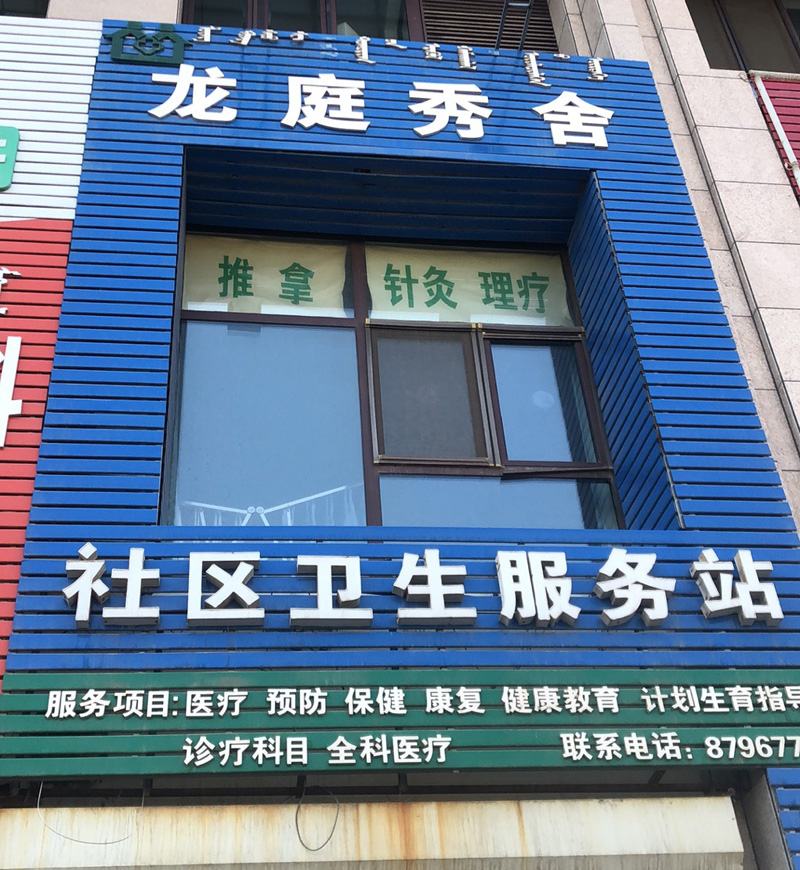 龙庭秀舍
推拿 针灸 理疗
社区卫生服务站
服务项目:医疗 预防 保健 康复 健康教育 计划生育指导
诊疗科目 全科医疗 联系电话: 879677